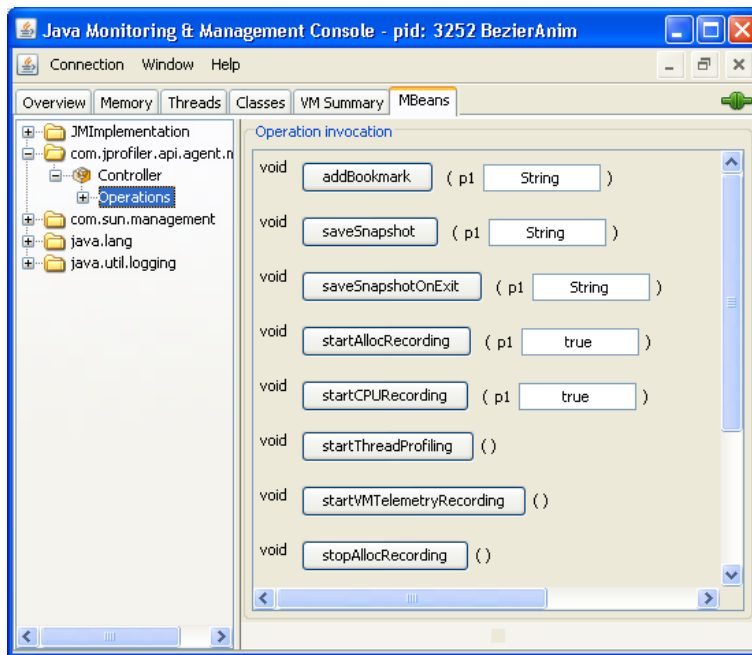 Java Monitoring & Management Console - pid: 3252 BezierAnim
Connection Window Help
Overview Memory Threads Classes VM Summary MBeans
JMImplementation
com.jprofiler.api.agent.n
Controller
Operations
com.sun.management
java.lang
java.util.logging
Operation invocation
void addBookmark ( p1 String )
void saveSnapshot ( p1 String )
void saveSnapshotOnExit ( p1 String )
void startAllocRecording ( p1 true )
void startCPURecording ( p1 true )
void startThreadProfiling ( )
void startVMTelemetryRecording ( )
void stopAllocRecording ( )